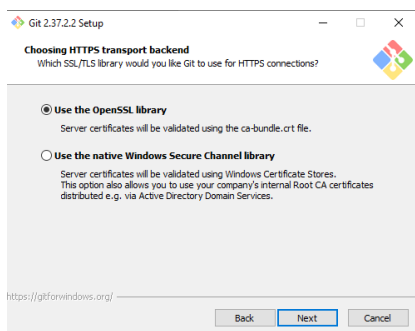 Git 2.37.2.2 Setup
Choosing HTTPS transport backend
Which SSL/TLS library would you like Git to use for HTTPS connections?
Use the OpenSSL library
Server certificates will be validated using the ca-bundle.crt file.
Use the native Windows Secure Channel library
Server certificates will be validated using Windows Certificate Stores.
This option also allows you to use your company's internal Root CA certificates
distributed e.g. via Active Directory Domain Services.
https://gitforwindows.org/
Back Next Cancel